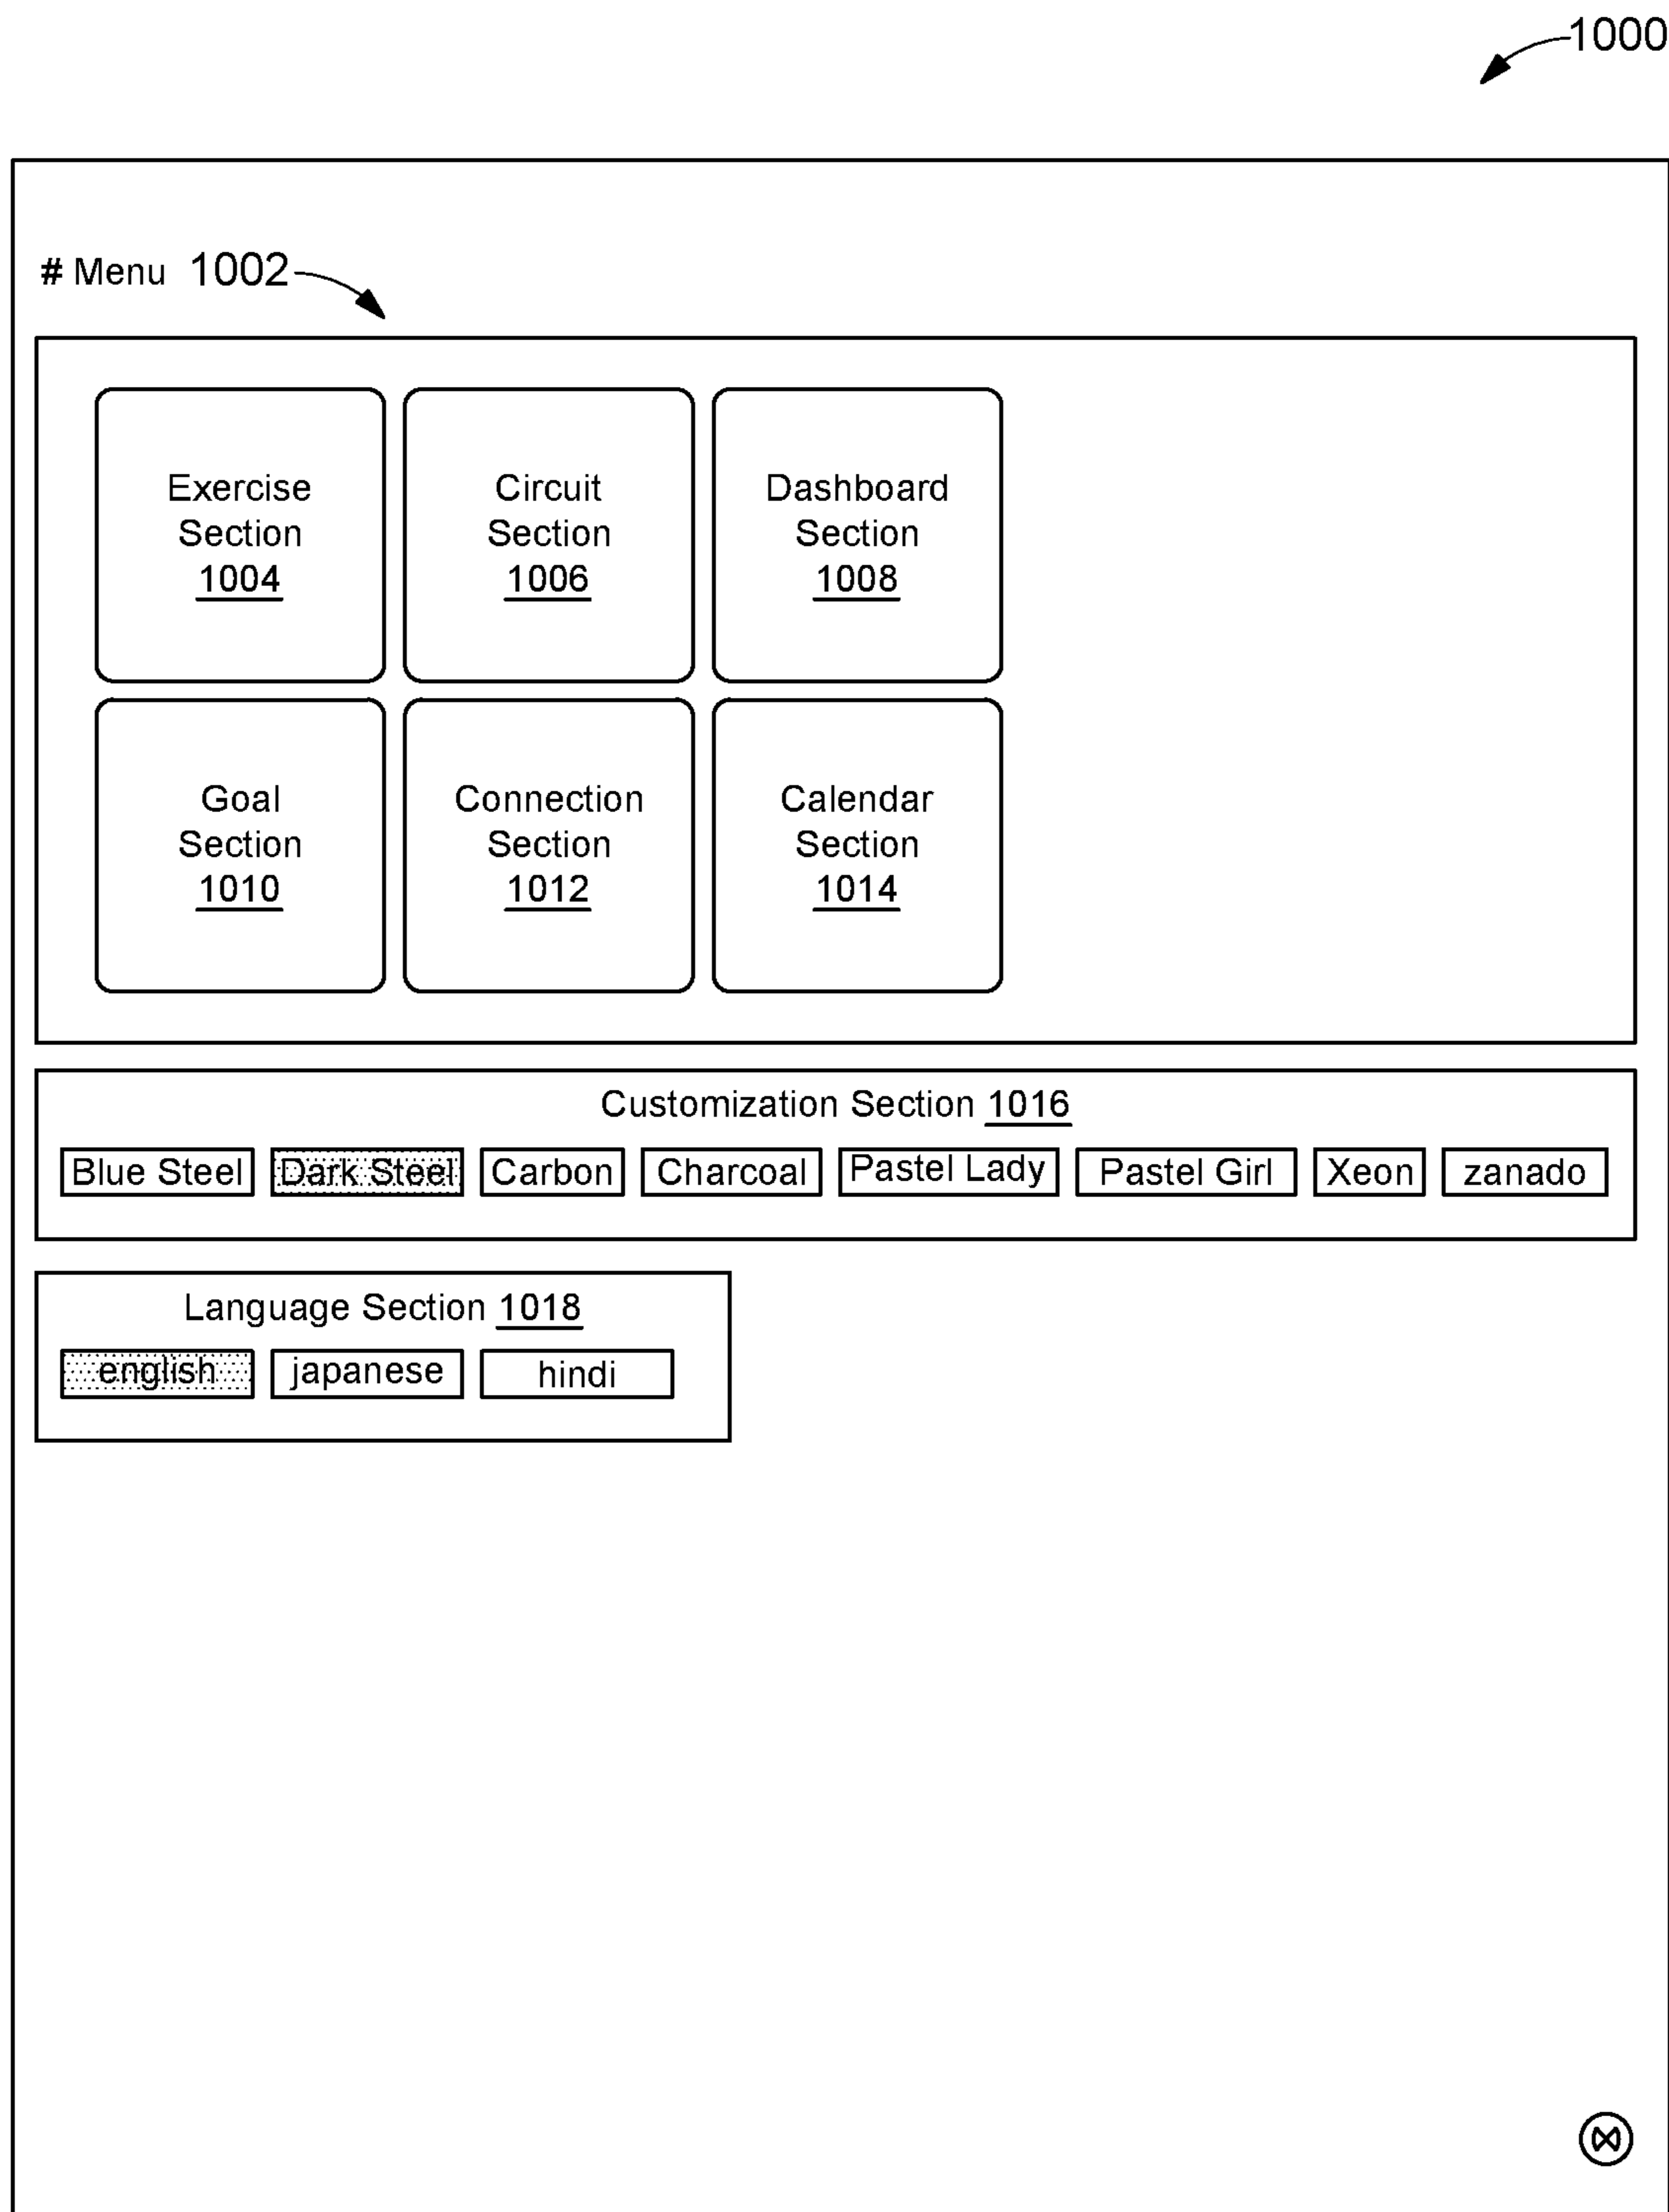 1000
# Menu 1002
Exercise
Section
1004
Circuit
Section
1006
Dashboard
Section
1008
Goal
Section
1010
Connection
Section
1012
Calendar
Section
1014
Customization Section 1016
Blue Steel Dark Steel Carbon Charcoal Pastel Lady Pastel Girl Xeon zanado
Language Section 1018
english japanese hindi